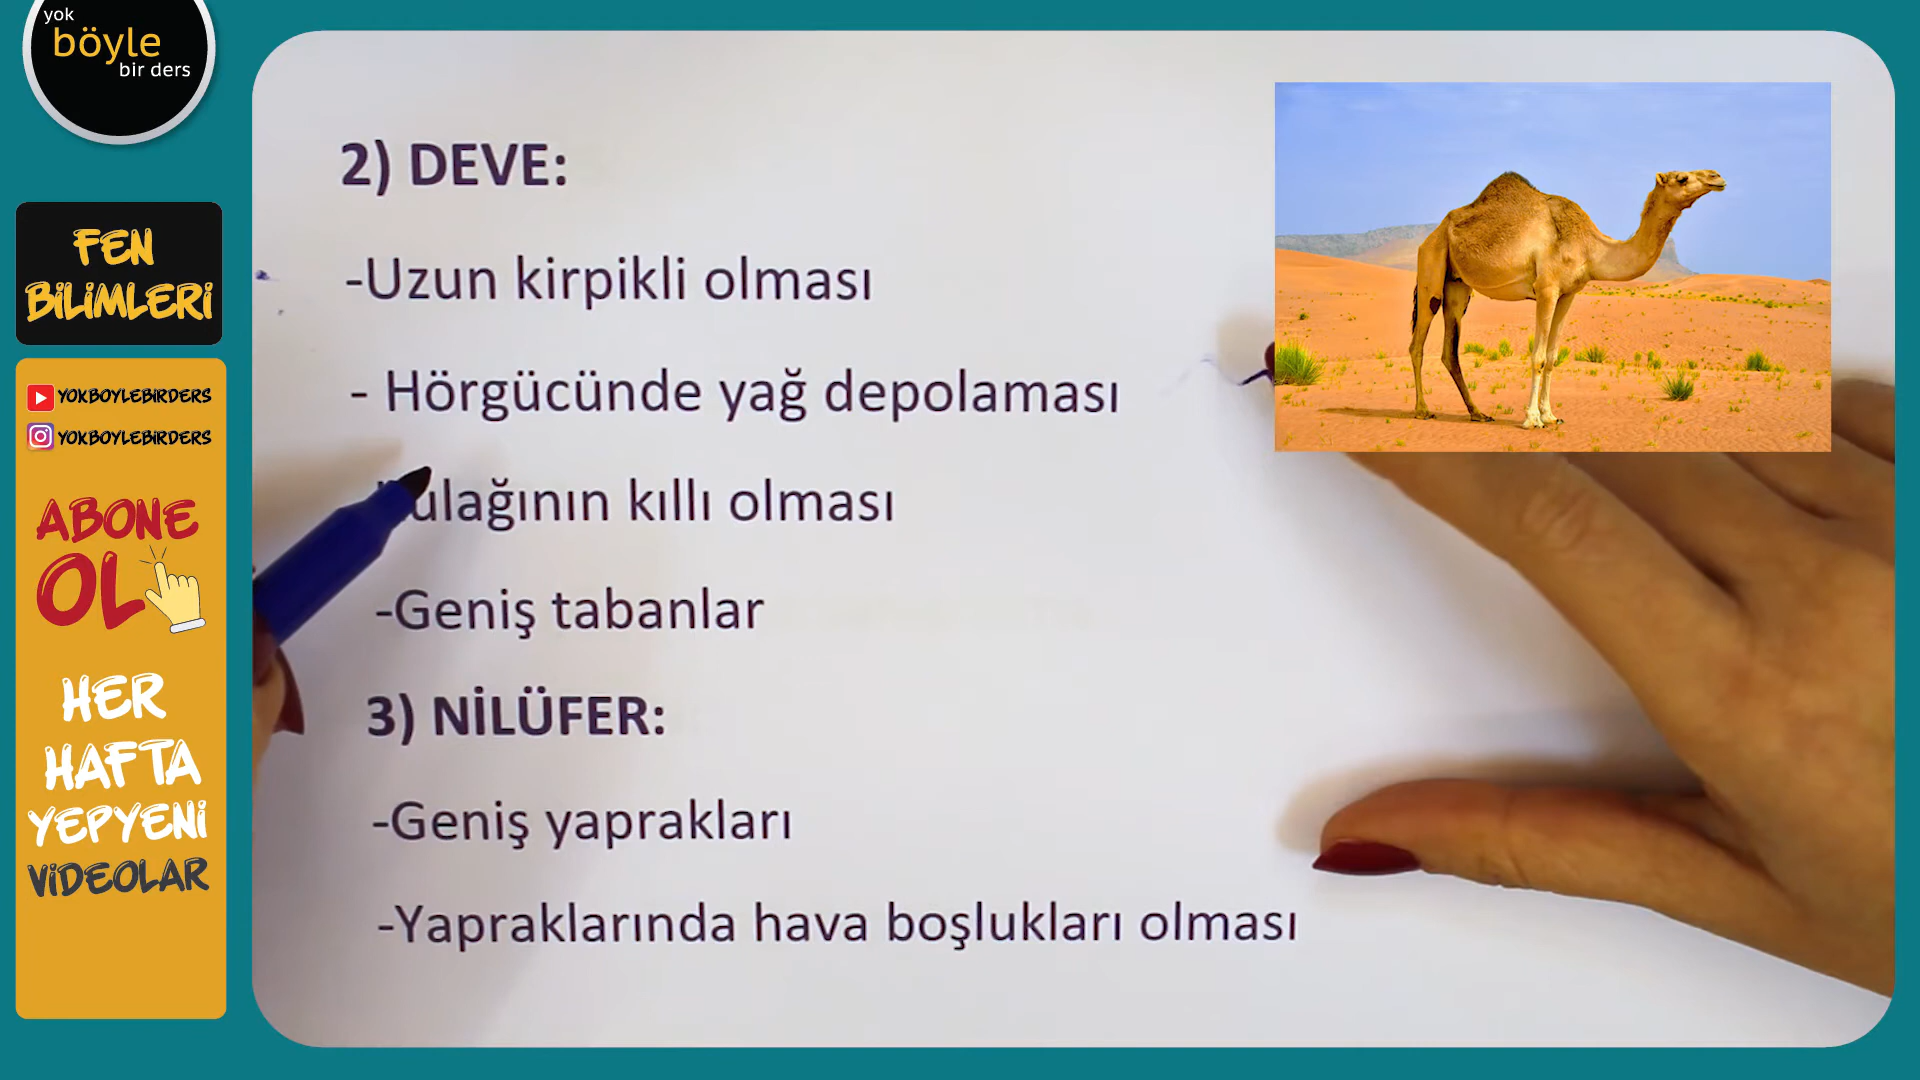 yok
böyle
bir ders
FEN
BİLİMLERİ
YOKBOYLEBIRDERS
YOKBOYLEBIRDERS
ABONE
OL
HER
HAFTA
YEPYENİ
VİDEOLAR
2) DEVE:
-Uzun kirpikli olması
- Hörgücünde yağ depolaması
kıllı olması
-Geniş tabanlar
3) NİLÜFER:
-Geniş yaprakları
-Yapraklarında hava boşlukları olması